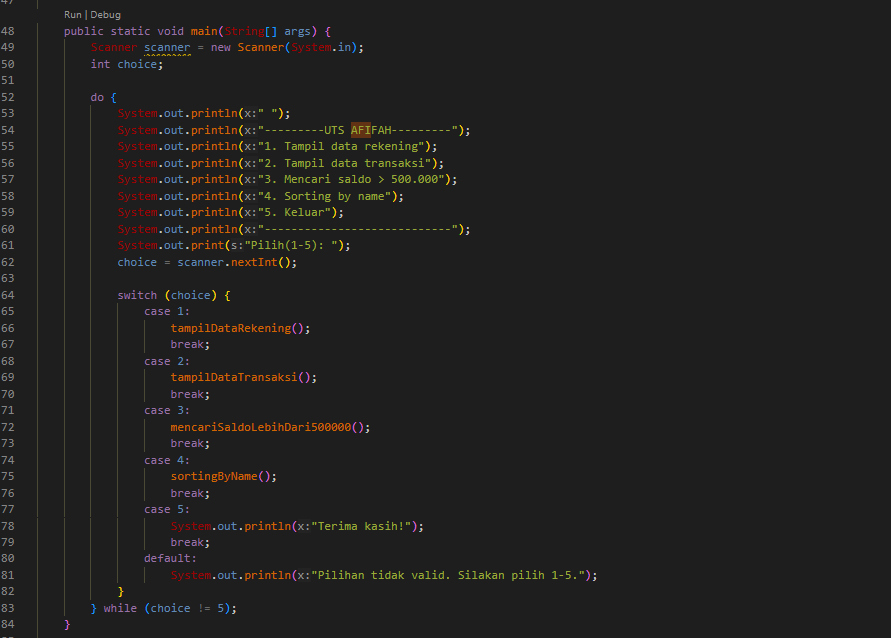 47
Run | Debug
48 public static void main(String[] args) {
49 Scanner scanner = new Scanner(System.in);
50 int choice;
51
52 do {
53 System.out.println(x:" ");
54 System.out.println(x:"---------UTS AFIFAH---------");
55 System.out.println(x:"1. Tampil data rekening");
56 System.out.println(x:"2. Tampil data transaksi");
57 System.out.println(x:"3. Mencari saldo > 500.000");
58 System.out.println(x:"4. Sorting by name");
59 System.out.println(x:"5. Keluar");
60 System.out.println(x:"----------------------------");
61 System.out.print(s:"Pilih(1-5): ");
62 choice = scanner.nextInt();
63
64 switch (choice) {
65 case 1:
66 tampilDataRekening();
67 break;
68 case 2:
69 tampilDataTransaksi();
70 break;
71 case 3:
72 mencariSaldoLebihDari500000();
73 break;
74 case 4:
75 sortingByName();
76 break;
77 case 5:
78 System.out.println(x:"Terima kasih!");
79 break;
80 default:
81 System.out.println(x:"Pilihan tidak valid. Silakan pilih 1-5.");
82 }
83 } while (choice != 5);
84 }